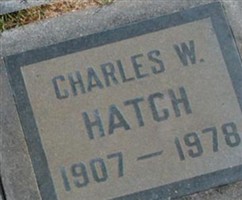 CHARLES W.
HATCH
1907 — 1978